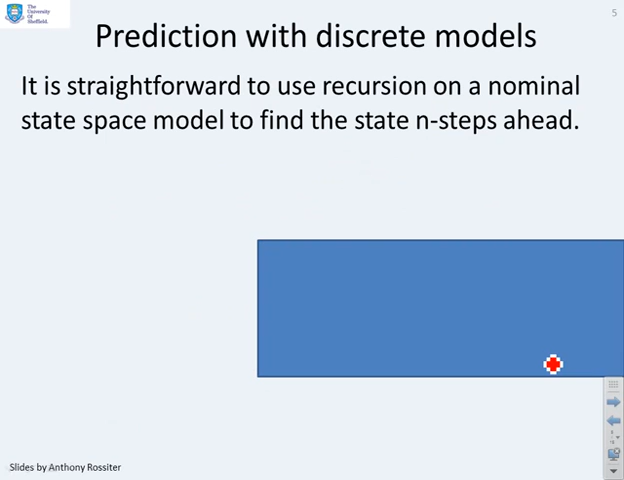 The
University
Of
Sheffield.
5
Prediction with discrete models
It is straightforward to use recursion on a nominal
state space model to find the state n-steps ahead.
Slides by Anthony Rossiter